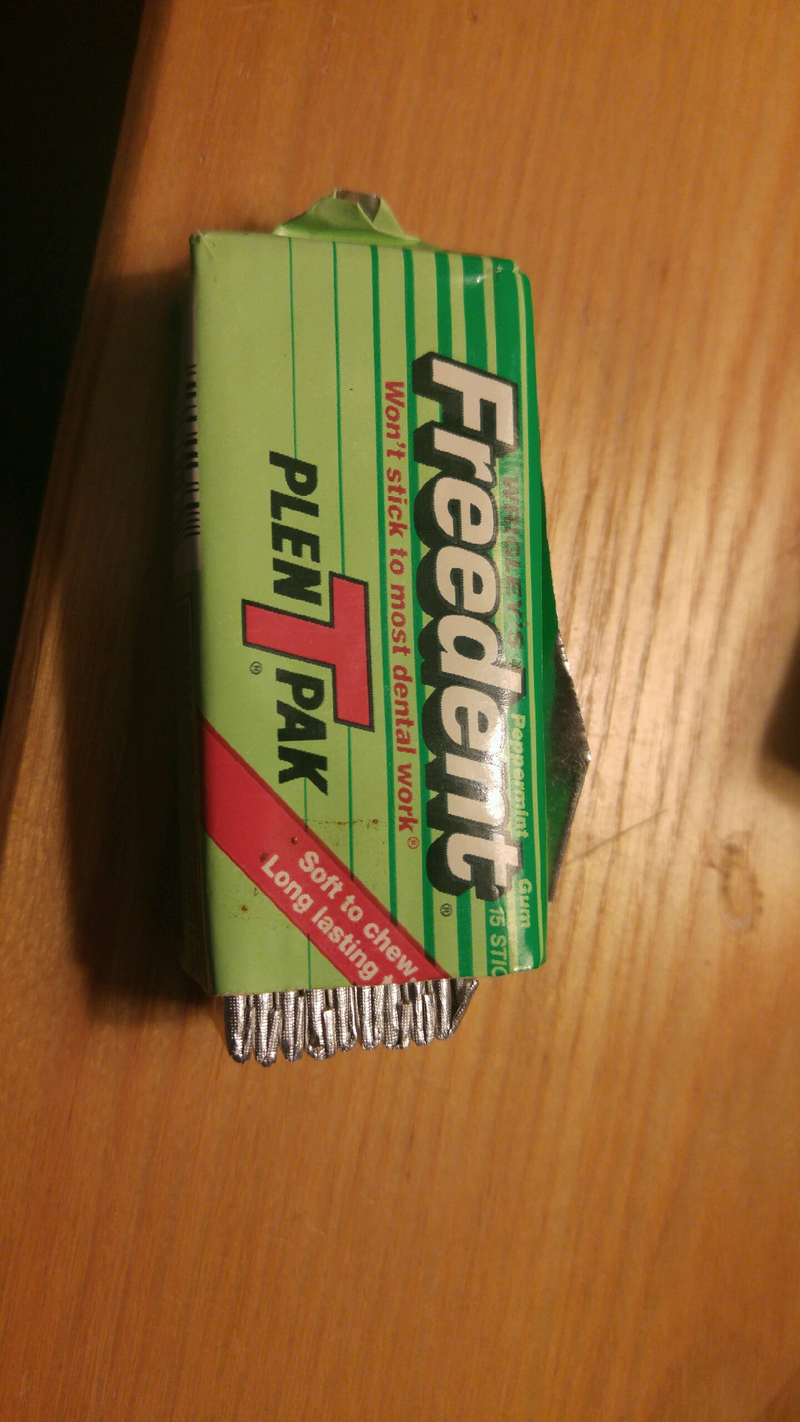 WRIGLEY'S
Peppermint Gum
15 STIC
Freedent®
Won't stick to most dental work®
PLEN T PAK®
Soft to chew.
Long lasting